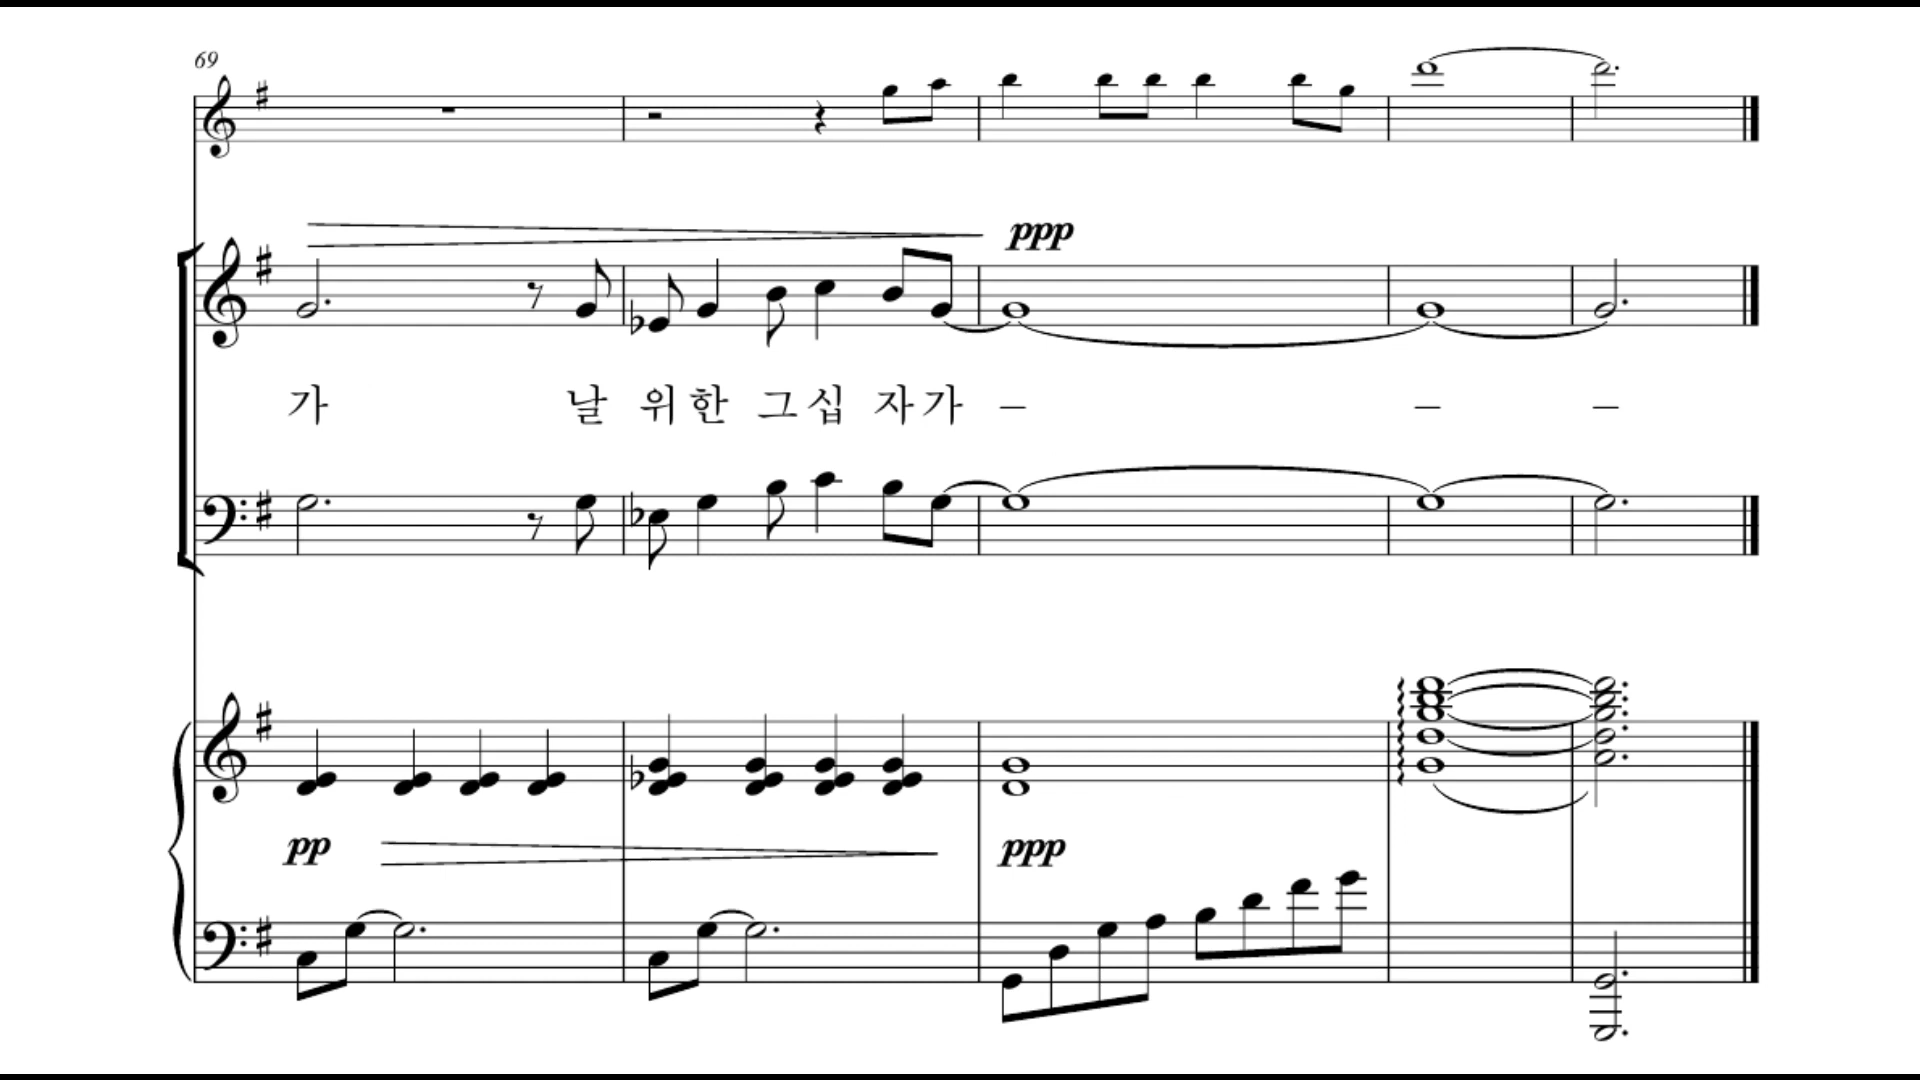 69
ppp
가 날 위 한 그 십 자 가 – – –
pp ppp